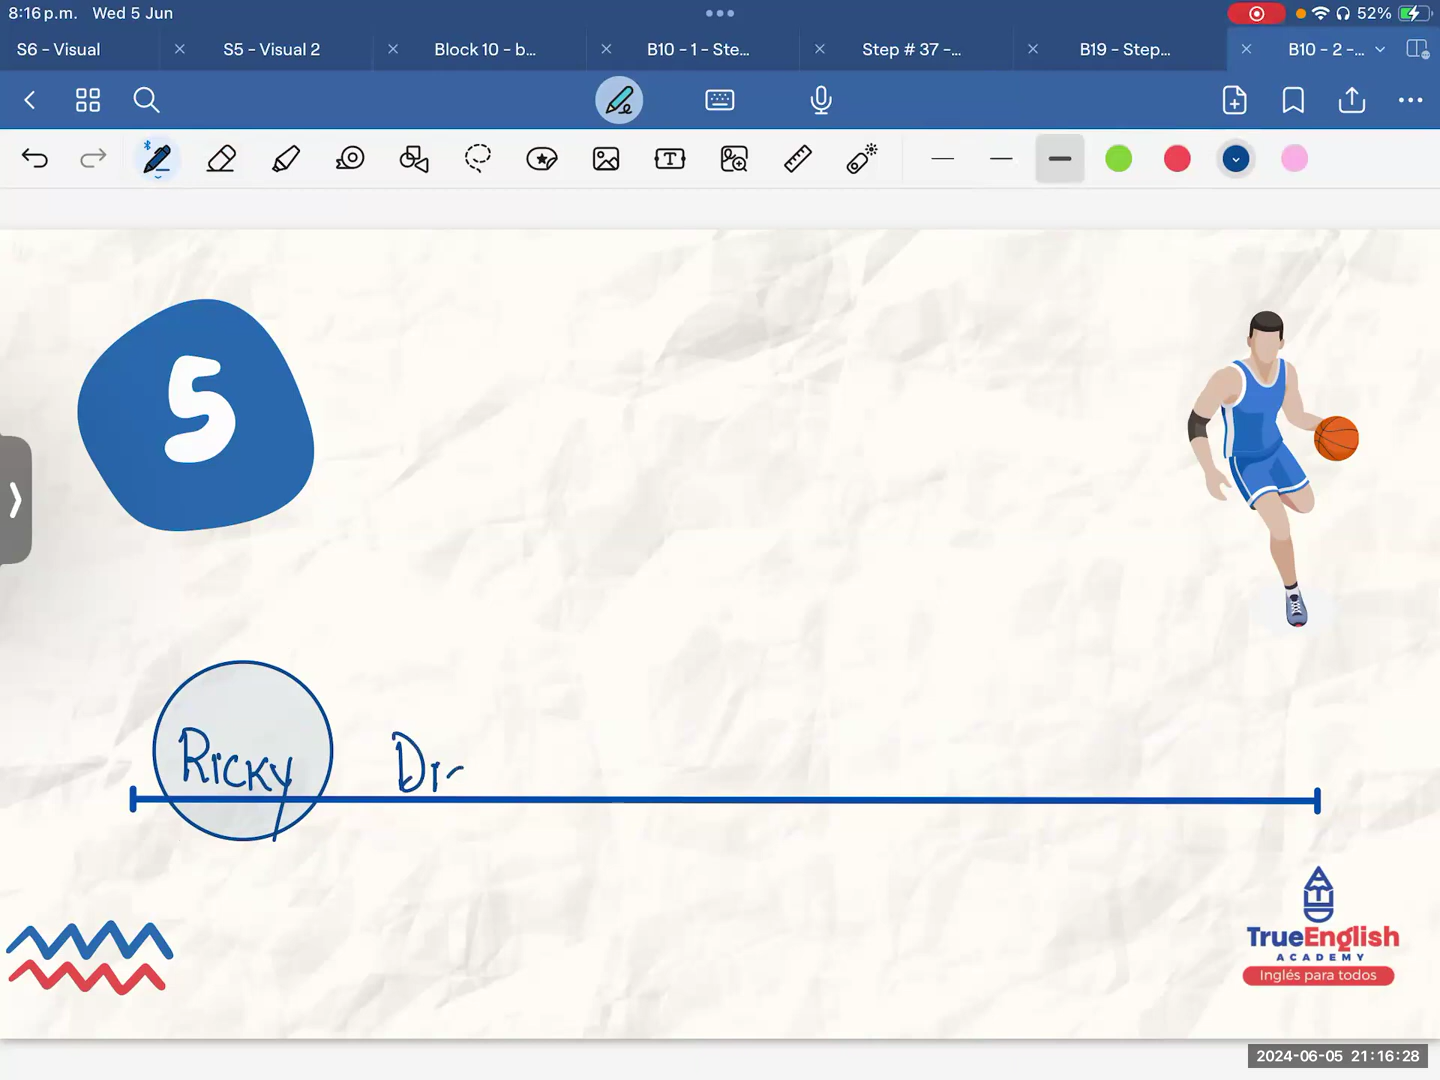 8:16 p.m. Wed 5 Jun
52%
S6 - Visual
S5 - Visual 2
Block 10 - b...
B10 - 1 - Ste...
Step # 37 -...
B19 - Step...
B10 - 2 -...
5
Ricky Di
TrueEnglish
ACADEMY
Inglés para todos
2024-06-05 21:16:28